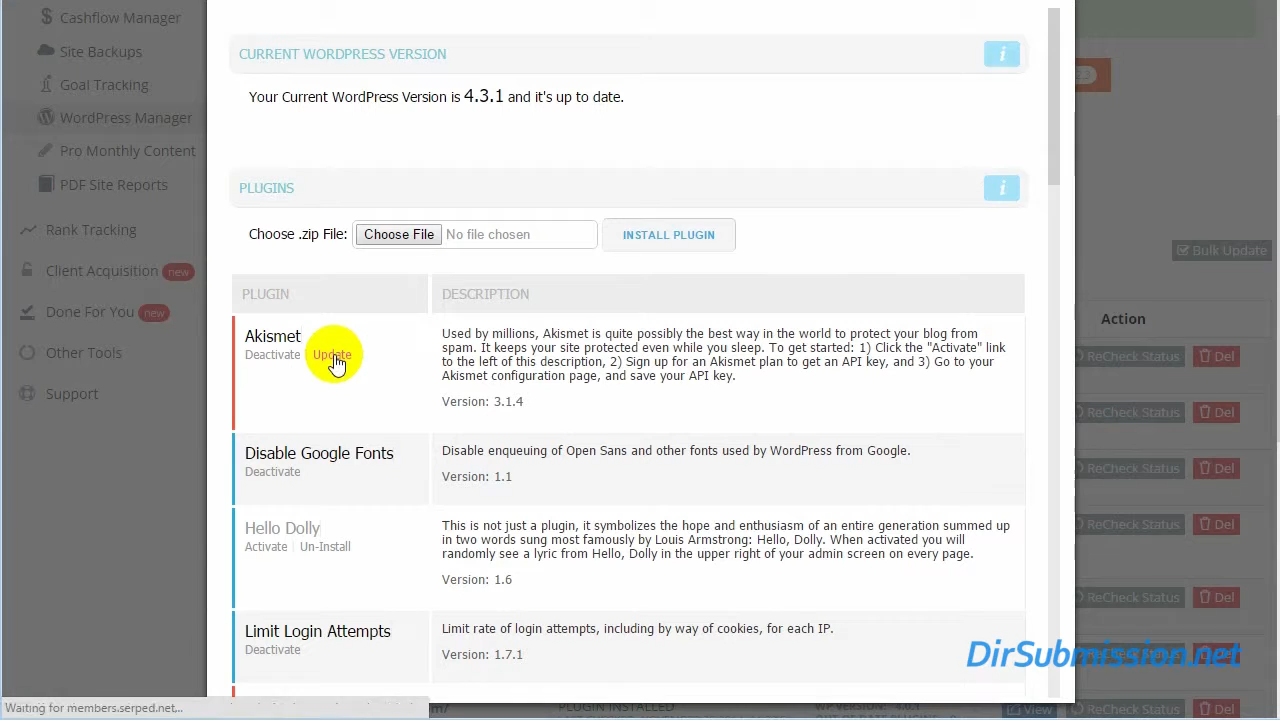 Cashflow Manager
Site Backups
Goal Tracking
WordPress Manager
Pro Monthly Content
PDF Site Reports
Rank Tracking
Client Acquisition new
Done For You new
Other Tools
Support
CURRENT WORDPRESS VERSION
Your Current WordPress Version is 4.3.1 and it's up to date.
PLUGINS
Choose .zip File: Choose File No file chosen INSTALL PLUGIN
PLUGIN DESCRIPTION
Akismet
Deactivate Update
Used by millions, Akismet is quite possibly the best way in the world to protect your blog from
spam. It keeps your site protected even while you sleep. To get started: 1) Click the "Activate" link
to the left of this description, 2) Sign up for an Akismet plan to get an API key, and 3) Go to your
Akismet configuration page, and save your API key.
Version: 3.1.4
Disable Google Fonts
Deactivate
Disable enqueuing of Open Sans and other fonts used by WordPress from Google.
Version: 1.1
Hello Dolly
Activate Un-Install
This is not just a plugin, it symbolizes the hope and enthusiasm of an entire generation summed up
in two words sung most famously by Louis Armstrong: Hello, Dolly. When activated you will
randomly see a lyric from Hello, Dolly in the upper right of your admin screen on every page.
Version: 1.6
Limit Login Attempts
Deactivate
Limit rate of login attempts, including by way of cookies, for each IP.
Version: 1.7.1
Bulk Update
Action
ReCheck Status Del
ReCheck Status Del
ReCheck Status Del
ReCheck Status Del
ReCheck Status Del
DirSubmission.net
Waiting for members.serped.net...
PLUGIN INSTALLED
View Del